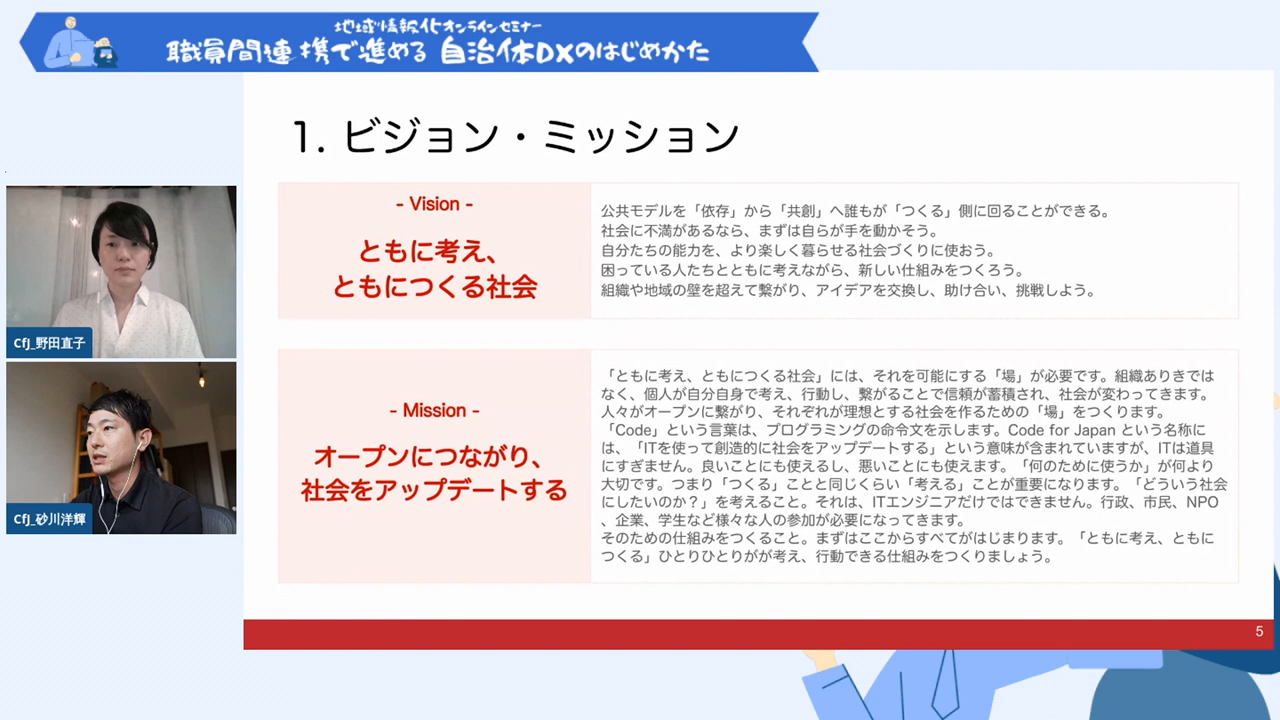 地域情報化オンラインセミナー
職員間連携で進める 自治体DXのはじめかた
1. ビジョン・ミッション
- Vision -
ともに考え、
ともにつくる社会
公共モデルを「依存」から「共創」へ誰もが「つくる」側に回ることができる。
社会に不満があるなら、まずは自らが手を動かそう。
自分たちの能力を、より楽しく暮らせる社会づくりに使おう。
困っている人たちとともに考えながら、新しい仕組みをつくろう。
組織や地域の壁を超えて繋がり、アイデアを交換し、助け合い、挑戦しよう。
- Mission -
オープンにつながり、
社会をアップデートする
「ともに考え、ともにつくる社会」には、それを可能にする「場」が必要です。組織ありきでは
なく、個人が自分自身で考え、行動し、繋がることで信頼が蓄積され、社会が変わってきます。
人々がオープンに繋がり、それぞれが理想とする社会を作るための「場」をつくります。
「Code」という言葉は、プログラミングの命令文を示します。Code for Japan という名称に
は、「ITを使って創造的に社会をアップデートする」という意味が含まれていますが、ITは道具
にすぎません。良いことにも使えるし、悪いことにも使えます。「何のために使うか」が何より
大切です。つまり「つくる」ことと同じくらい「考える」ことが重要になります。「どういう社会
にしたいのか？」を考えること。それは、ITエンジニアだけではできません。行政、市民、NPO
、企業、学生など様々な人の参加が必要になってきます。
そのための仕組みをつくること。まずはここからすべてがはじまります。「ともに考え、ともに
つくる」ひとりひとりがが考え、行動できる仕組みをつくりましょう。
CfJ_野田直子
CfJ_砂川洋輝
5